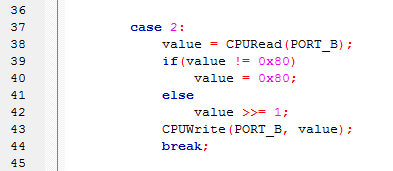 36
37 case 2:
38 value = CPURead(PORT_B);
39 if(value != 0x80)
40 value = 0x80;
41 else
42 value >>= 1;
43 CPUWrite(PORT_B, value);
44 break;
45